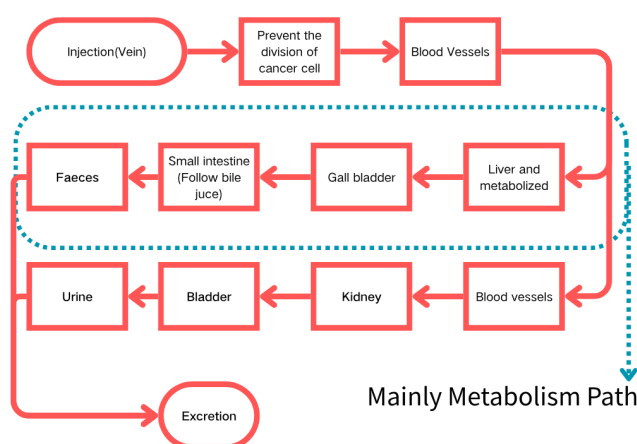 Injection(Vein)
Prevent the
division of
cancer cell
Blood Vessels
Faeces
Small intestine
(Follow bile
juce)
Gall bladder
Liver and
metabolized
Urine
Bladder
Kidney
Blood vessels
Mainly Metabolism Path
Excretion